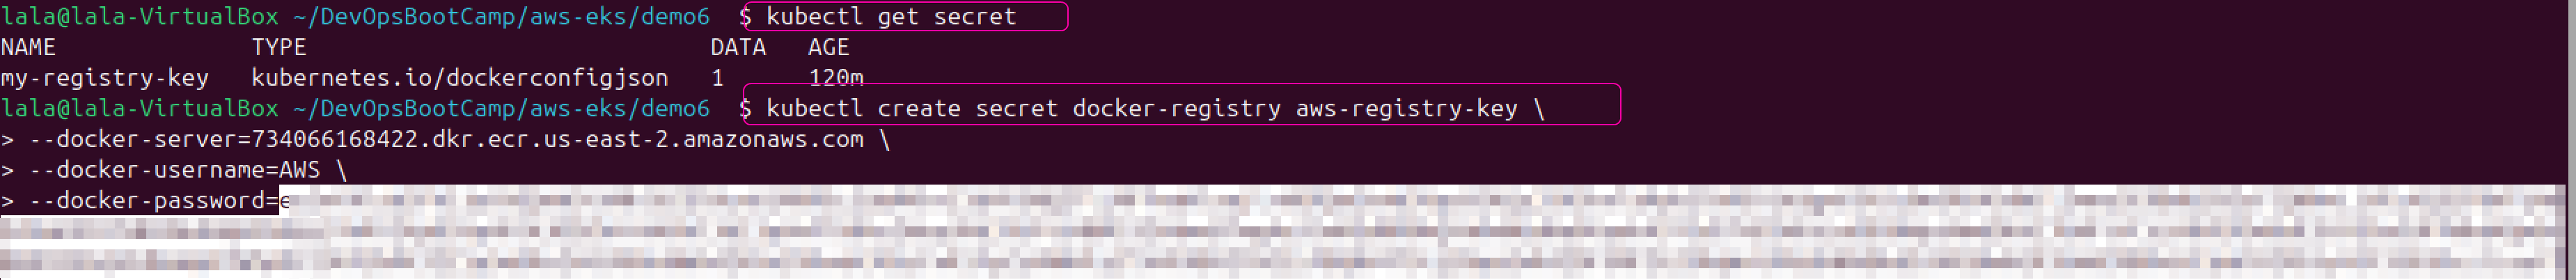 lala@lala-VirtualBox ~/DevOpsBootCamp/aws-eks/demo6  $ kubectl get secret
NAME              TYPE                             DATA   AGE
my-registry-key   kubernetes.io/dockerconfigjson   1      120m
lala@lala-VirtualBox ~/DevOpsBootCamp/aws-eks/demo6  $ kubectl create secret docker-registry aws-registry-key \
> --docker-server=734066168422.dkr.ecr.us-east-2.amazonaws.com \
> --docker-username=AWS \
> --docker-password=e